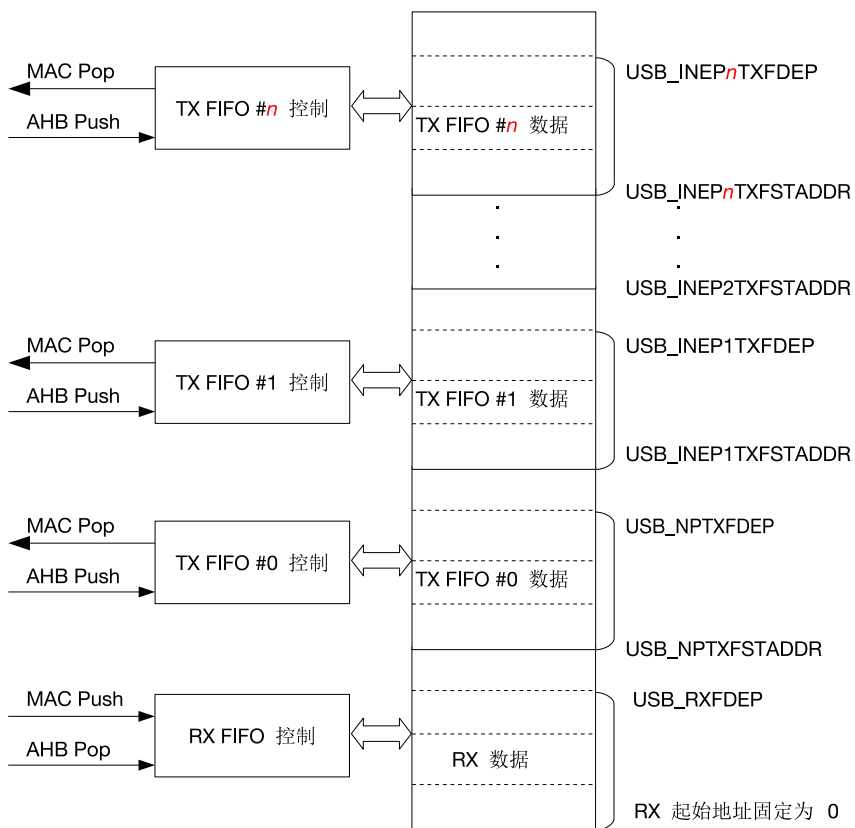 MAC Pop
AHB Push
TX FIFO #n 控制
TX FIFO #n 数据
USB_INEPnTXFDEP
USB_INEPnTXFSTADDR
USB_INEP2TXFSTADDR
MAC Pop
AHB Push
TX FIFO #1 控制
TX FIFO #1 数据
USB_INEP1TXFDEP
USB_INEP1TXFSTADDR
MAC Pop
AHB Push
TX FIFO #0 控制
TX FIFO #0 数据
USB_NPTXFDEP
USB_NPTXFSTADDR
MAC Push
AHB Pop
RX FIFO 控制
RX 数据
USB_RXFDEP
RX 起始地址固定为 0